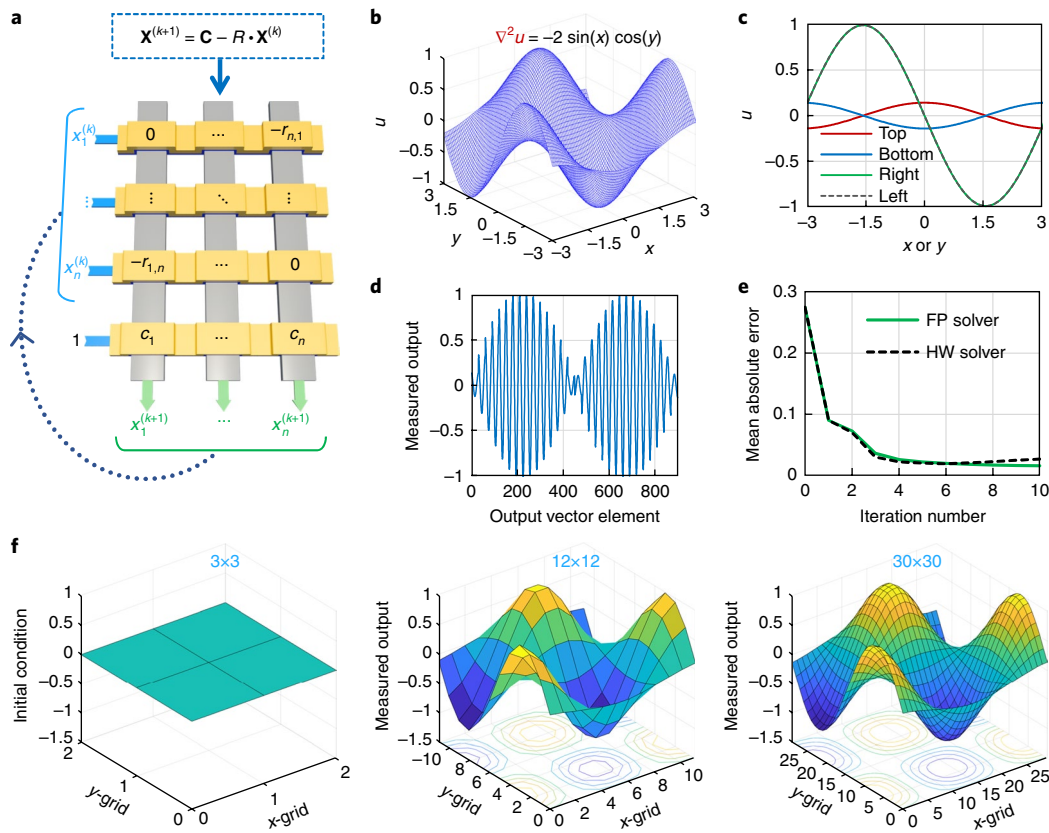 a
X^(k+1) = C – R • X^(k)
x_1^(k)
0
...
–r_n,1
⋮
⋮
⋱
⋮
x_n^(k)
–r_1,n
...
0
1
c_1
...
c_n
x_1^(k+1)
...
x_n^(k+1)
b
∇²u = –2 sin(x) cos(y)
u
1
0.5
0
–0.5
–1
3
1.5
0
–1.5
–3
y
–3
–1.5
0
1.5
3
x
c
u
1
0.5
0
–0.5
–1
Top
Bottom
Right
Left
–3
–1.5
0
1.5
3
x or y
d
Measured output
1
0.5
0
–0.5
–1
0
200
400
600
800
Output vector element
e
Mean absolute error
0.3
0.2
0.1
0
FP solver
HW solver
0
2
4
6
8
10
Iteration number
f
3×3
Initial condition
1
0.5
0
–0.5
–1
–1.5
2
1
0
y-grid
0
1
2
x-grid
12×12
Measured output
1
0.5
0
–0.5
–1
–1.5
–10
8
6
4
2
0
y-grid
0
2
4
6
8
10
x-grid
30×30
Measured output
1
0.5
0
–0.5
–1
–1.5
25
20
15
10
5
0
y-grid
0
5
10
15
20
25
x-grid